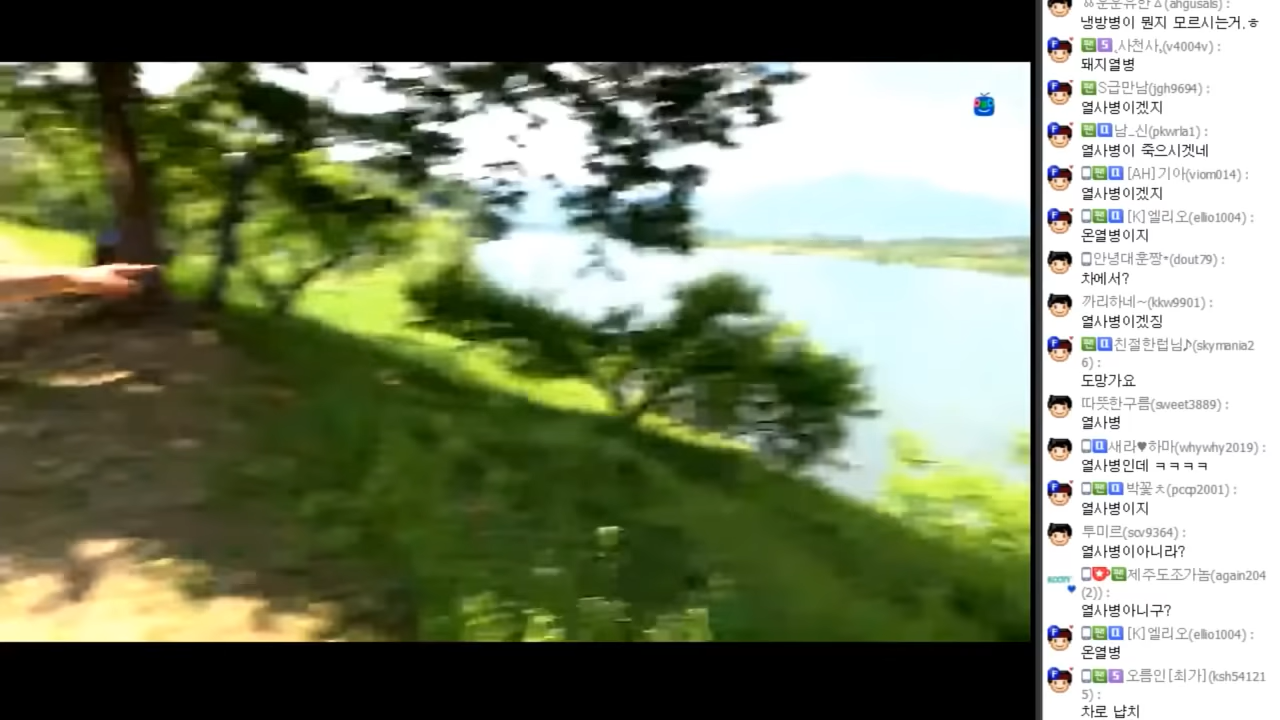 냉방병이 뭔지 모르시는거.ㅎ
사천사.(v4004v) :
돼지열병
S급만남(jgh9694) :
열사병이겠지
남_신(pkwrla1) :
열사병이 죽으시겟네
[AH]기아(viom014) :
열사병이겠지
[K]엘리오(ellio1004) :
온열병이지
안녕대훈짱*(dout79) :
차에서?
까리하네~(kkw9901) :
열사병이겠징
친절한럽님♪(skymania2
6) :
도망가요
따뜻한구름(sweet3889) :
열사병
새라♥하마(whywhy2019) :
열사병인데 ㅋㅋㅋㅋ
박꽃ㅊ(pccp2001) :
열사병이지
투미르(scv9364) :
열사병이아니라?
제주도조가놈(again204
(2)) :
열사병아니구?
[K]엘리오(ellio1004) :
온열병
오름인[최가](ksh54121
5) :
차로 납치